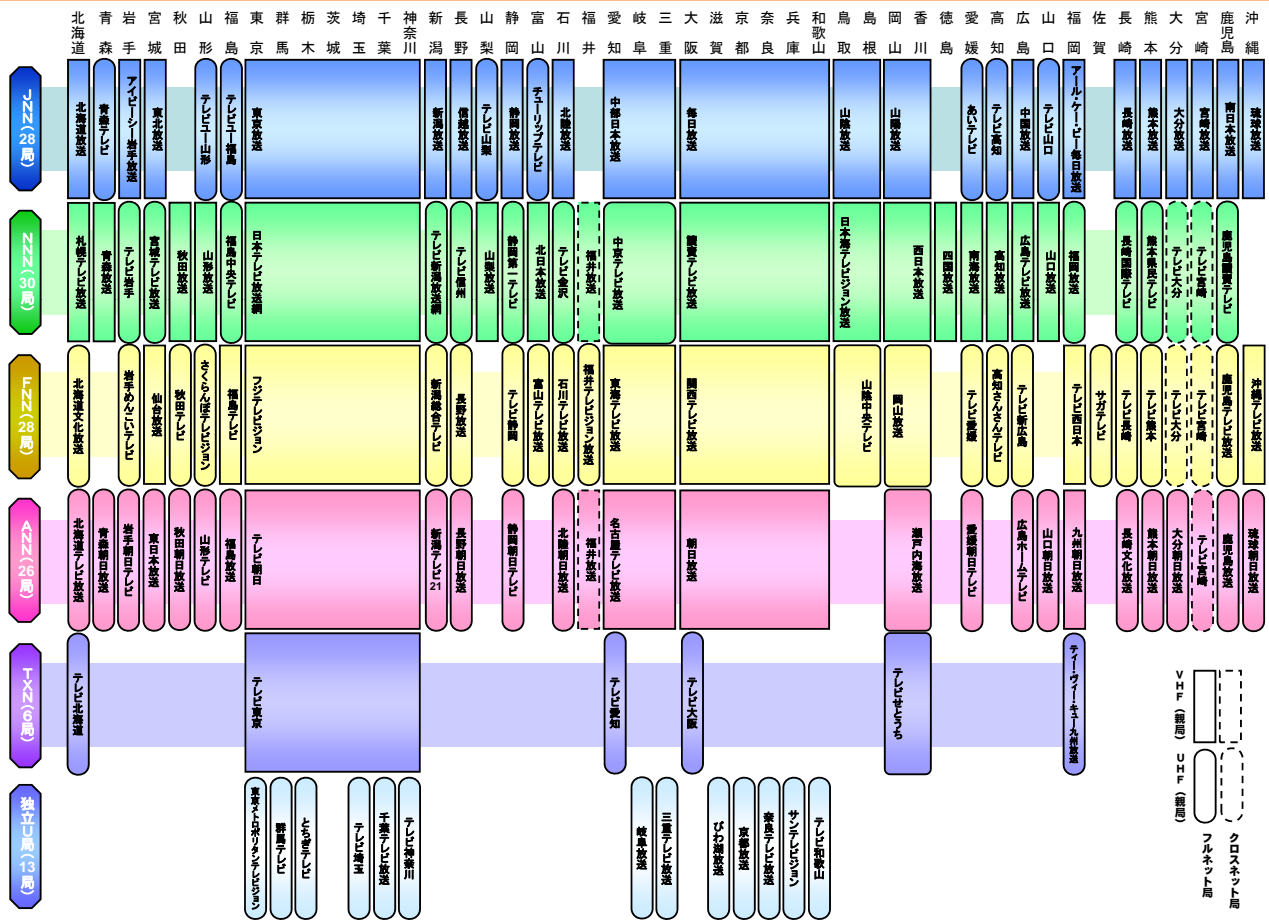 北海道
青森
岩手
宮城
秋田
山形
福島
東京
群馬
栃木
茨城
埼玉
千葉
神奈川
新潟
長野
山梨
静岡
富山
石川
福井
愛知
岐阜
三重
大阪
滋賀
京都
奈良
兵庫
和歌山
鳥取
島根
岡山
香川
徳島
愛媛
高知
広島
山口
福岡
佐賀
長崎
熊本
大分
宮崎
鹿児島
沖縄
JNN(28局)
北海道放送
青森テレビ
アイビーシー岩手放送
東北放送
テレビユー山形
テレビユー福島
東京放送
新潟放送
信越放送
テレビ山梨
静岡放送
チューリップテレビ
北陸放送
中部日本放送
毎日放送
山陰放送
山陽放送
あいテレビ
テレビ高知
中国放送
テレビ山口
アール・ケー・ビー毎日放送
長崎放送
熊本放送
大分放送
宮崎放送
南日本放送
琉球放送
NNN(30局)
札幌テレビ放送
青森放送
テレビ岩手
宮城テレビ放送
秋田放送
山形放送
福島中央テレビ
日本テレビ放送網
テレビ新潟放送網
テレビ信州
山梨放送
静岡第一テレビ
北日本放送
テレビ金沢
福井放送
中京テレビ放送
讀賣テレビ放送
日本海テレビジョン放送
西日本放送
四国放送
南海放送
高知放送
広島テレビ放送
山口放送
福岡放送
長崎国際テレビ
熊本県民テレビ
テレビ大分
テレビ宮崎
鹿児島讀賣テレビ
FNN(28局)
北海道文化放送
岩手めんこいテレビ
仙台放送
秋田テレビ
さくらんぼテレビジョン
福島テレビ
フジテレビジョン
新潟総合テレビ
長野放送
テレビ静岡
富山テレビ放送
石川テレビ放送
福井テレビジョン放送
東海テレビ放送
関西テレビ放送
山陰中央テレビ
岡山放送
テレビ愛媛
高知さんさんテレビ
テレビ新広島
テレビ西日本
サガテレビ
テレビ長崎
テレビ熊本
テレビ大分
テレビ宮崎
鹿児島テレビ放送
沖縄テレビ放送
ANN(26局)
北海道テレビ放送
青森朝日放送
岩手朝日テレビ
東日本放送
秋田朝日放送
山形テレビ
福島放送
テレビ朝日
新潟テレビ21
長野朝日放送
静岡朝日テレビ
北陸朝日放送
福井放送
名古屋テレビ放送
朝日放送
瀬戸内海放送
愛媛朝日テレビ
広島ホームテレビ
山口朝日放送
九州朝日放送
長崎文化放送
熊本朝日放送
大分朝日放送
テレビ宮崎
鹿児島放送
琉球朝日放送
TXN(6局)
テレビ北海道
テレビ東京
テレビ愛知
テレビ大阪
テレビせとうち
ティー・ヴィー・キュー九州放送
独立U局(13局)
東京メトロポリタンテレビジョン
群馬テレビ
とちぎテレビ
テレビ埼玉
千葉テレビ放送
テレビ神奈川
岐阜放送
三重テレビ放送
びわ湖放送
京都放送
奈良テレビ放送
サンテレビジョン
テレビ和歌山
VHF(親局)
UHF(親局)
フルネット局
クロスネット局